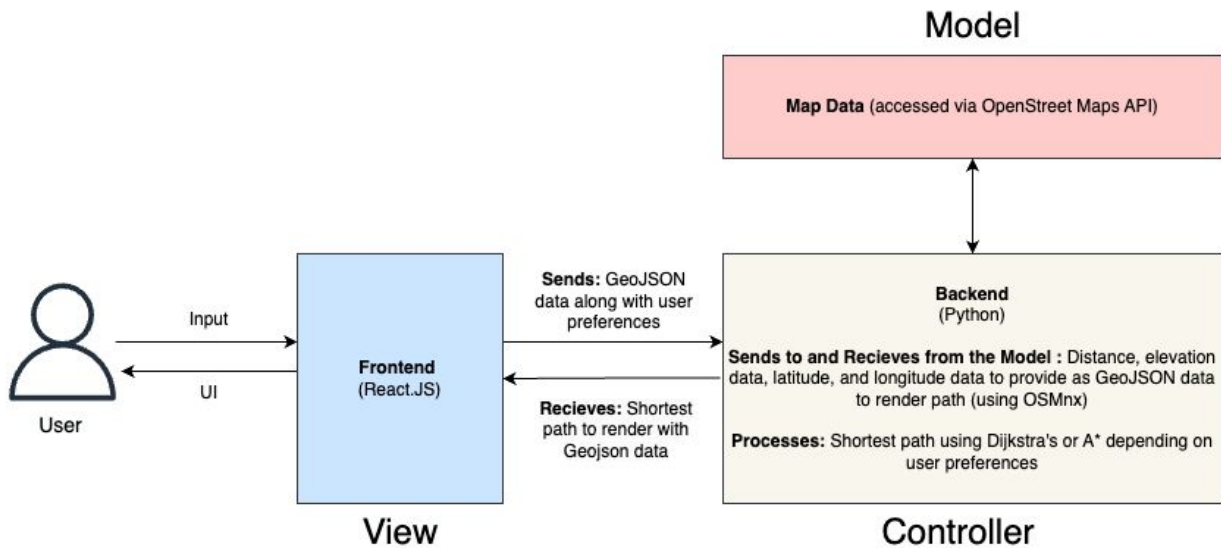 Model
Map Data (accessed via OpenStreet Maps API)
Sends: GeoJSON
data along with user
preferences
Input
UI
User
Frontend
(React.JS)
Recieves: Shortest
path to render with
Geojson data
Backend
(Python)
Sends to and Recieves from the Model : Distance, elevation
data, latitude, and longitude data to provide as GeoJSON data
to render path (using OSMnx)
Processes: Shortest path using Dijkstra's or A* depending on
user preferences
View
Controller